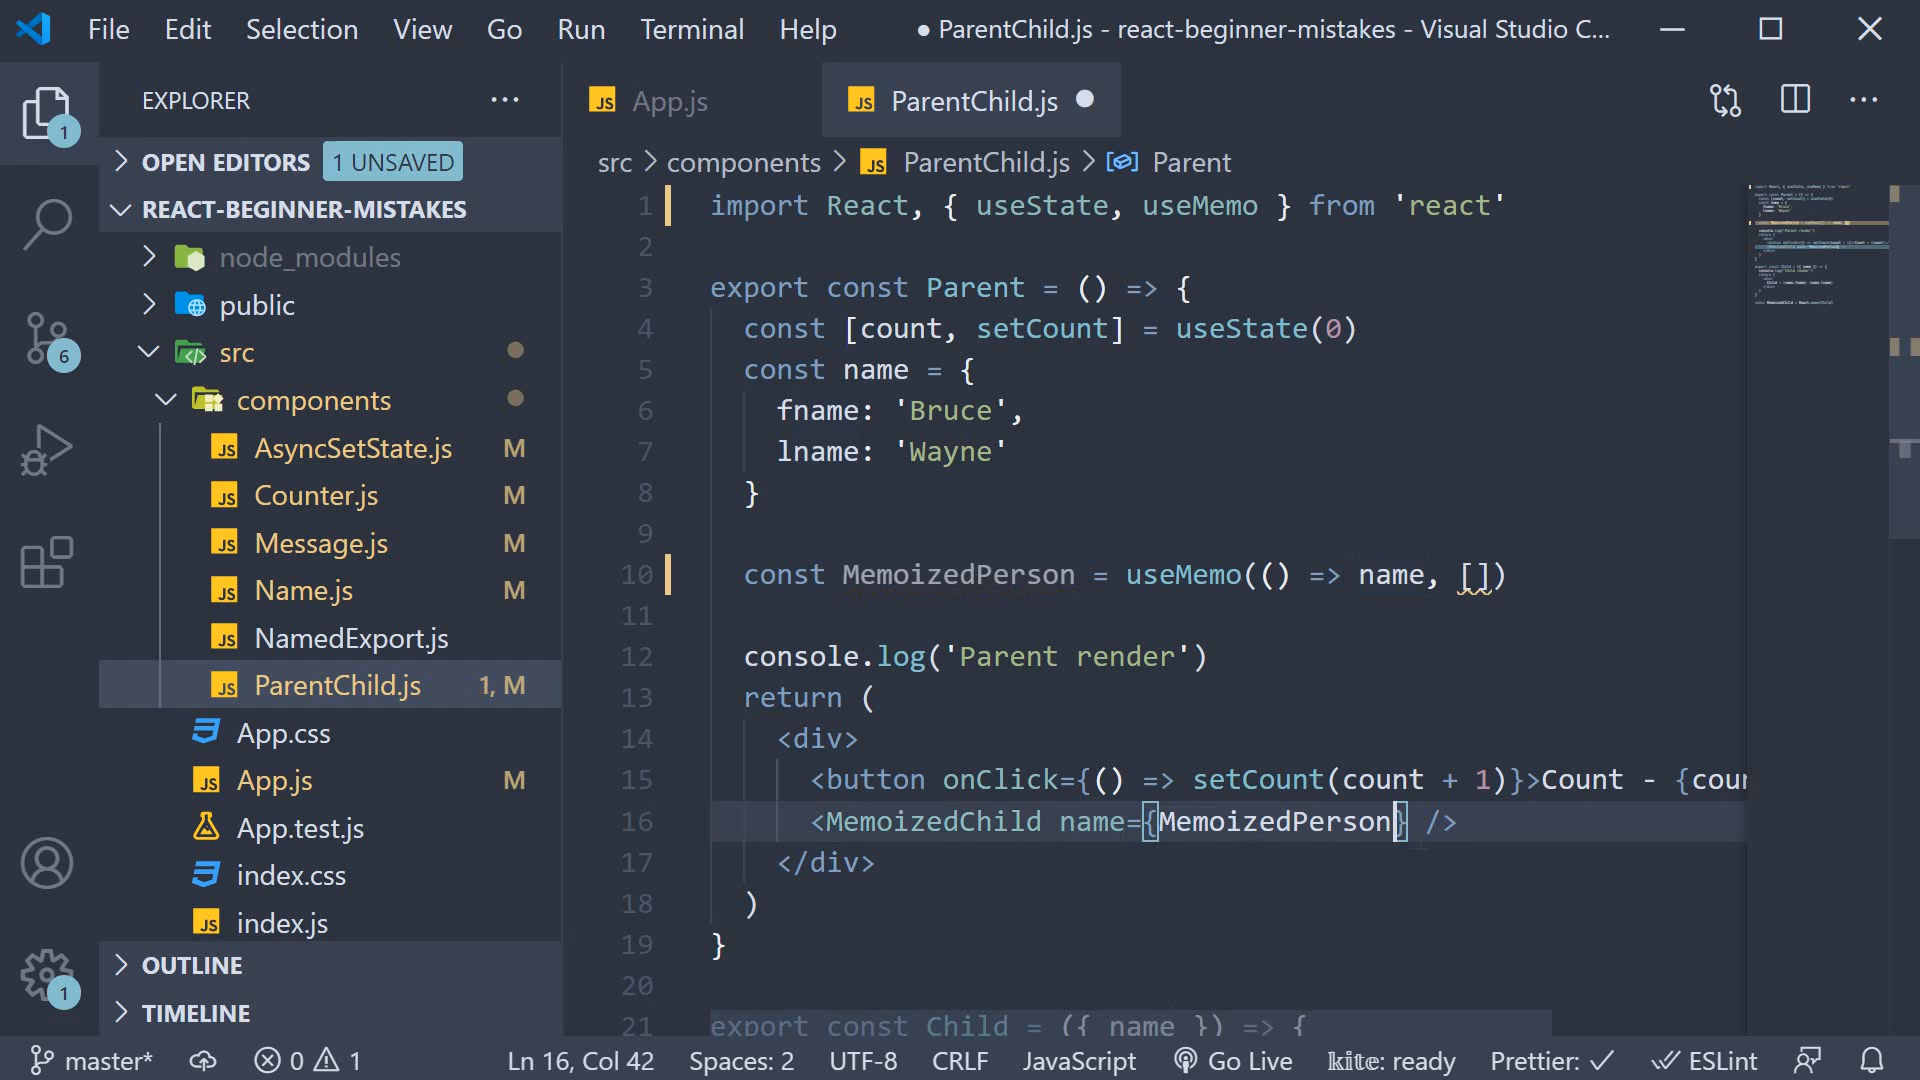 File Edit Selection View Go Run Terminal Help ● ParentChild.js - react-beginner-mistakes - Visual Studio C...
EXPLORER
OPEN EDITORS 1 UNSAVED
REACT-BEGINNER-MISTAKES
node_modules
public
src
components
AsyncSetState.js M
Counter.js M
Message.js M
Name.js M
NamedExport.js
ParentChild.js 1, M
App.css
App.js M
App.test.js
index.css
index.js
OUTLINE
TIMELINE
1
6
1
App.js ParentChild.js
src > components > ParentChild.js > Parent
1 import React, { useState, useMemo } from 'react'
2
3 export const Parent = () => {
4 const [count, setCount] = useState(0)
5 const name = {
6 fname: 'Bruce',
7 lname: 'Wayne'
8 }
9
10 const MemoizedPerson = useMemo(() => name, [])
11
12 console.log('Parent render')
13 return (
14 <div>
15 <button onClick={() => setCount(count + 1)}>Count - {cour
16 <MemoizedChild name={MemoizedPerson} />
17 </div>
18 )
19 }
20
21 export const Child = ({ name }) => {
master* 0 1 Ln 16, Col 42 Spaces: 2 UTF-8 CRLF JavaScript Go Live kite: ready Prettier: ✓ ESLint